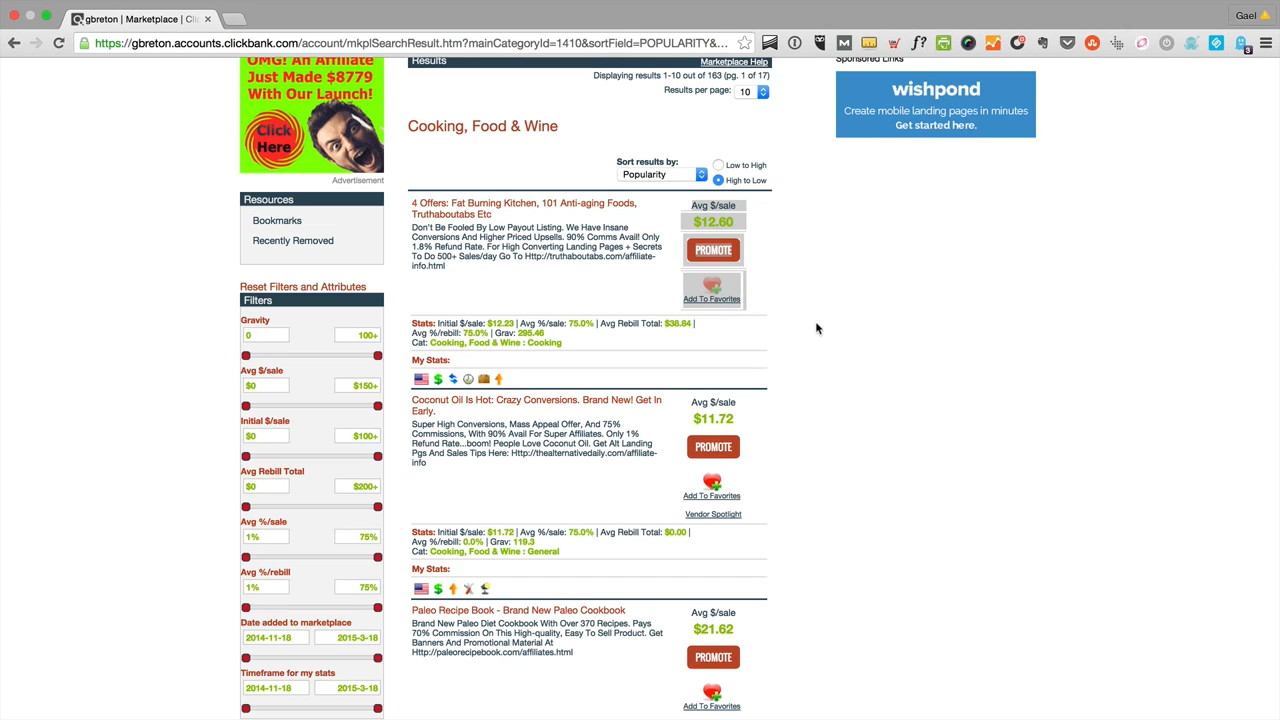 gbreton | Marketplace | Cli
Gael
https://gbreton.accounts.clickbank.com/account/mkplSearchResult.htm?mainCategoryId=1410&sortField=POPULARITY&...
OMG! An Affiliate
Just Made $8779
With Our Launch!
Click
Here
Advertisement
Resources
Bookmarks
Recently Removed
Reset Filters and Attributes
Filters
Gravity
0 100+
Avg $/sale
$0 $150+
Initial $/sale
$0 $100+
Avg Rebill Total
$0 $200+
Avg %/sale
1% 75%
Avg %/rebill
1% 75%
Date added to marketplace
2014-11-18 2015-3-18
Timeframe for my stats
2014-11-18 2015-3-18
Results Marketplace Help
Displaying results 1-10 out of 163 (pg. 1 of 17)
Results per page: 10
Cooking, Food & Wine
Sort results by:
Popularity
Low to High
High to Low
4 Offers: Fat Burning Kitchen, 101 Anti-aging Foods,
Truthaboutabs Etc
Don't Be Fooled By Low Payout Listing. We Have Insane
Conversions And Higher Priced Upsells. 90% Comms Avail! Only
1.8% Refund Rate. For High Converting Landing Pages + Secrets
To Do 500+ Sales/day Go To Http://truthaboutabs.com/affiliate-
info.html
Avg $/sale
$12.60
PROMOTE
Add To Favorites
Stats: Initial $/sale: $12.23 | Avg %/sale: 75.0% | Avg Rebill Total: $38.84 |
Avg %/rebill: 75.0% | Grav: 295.46
Cat: Cooking, Food & Wine : Cooking
My Stats:
Coconut Oil Is Hot: Crazy Conversions. Brand New! Get In
Early.
Super High Conversions, Mass Appeal Offer, And 75%
Commissions, With 90% Avail For Super Affiliates. Only 1%
Refund Rate...boom! People Love Coconut Oil. Get Alt Landing
Pgs And Sales Tips Here: Http://thealternativedaily.com/affiliate-
info
Avg $/sale
$11.72
PROMOTE
Add To Favorites
Vendor Spotlight
Stats: Initial $/sale: $11.72 | Avg %/sale: 75.0% | Avg Rebill Total: $0.00 |
Avg %/rebill: 0.0% | Grav: 119.3
Cat: Cooking, Food & Wine : General
My Stats:
Paleo Recipe Book - Brand New Paleo Cookbook
Brand New Paleo Diet Cookbook With Over 370 Recipes. Pays
70% Commission On This High-quality, Easy To Sell Product. Get
Banners And Promotional Material At
Http://paleorecipebook.com/affiliates.html
Avg $/sale
$21.62
PROMOTE
Add To Favorites
Sponsored Links
wishpond
Create mobile landing pages in minutes
Get started here.